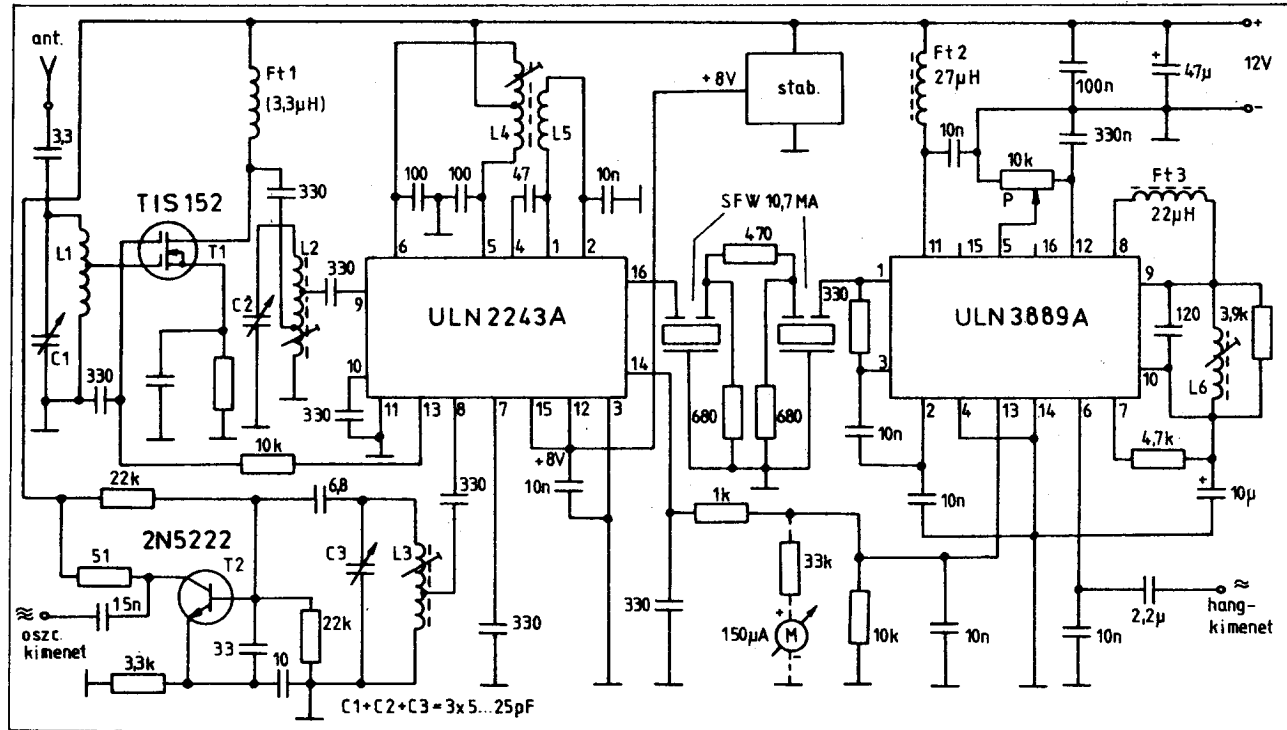 ant.
3,3
Ft 1
(3,3µH)
330
TIS152
T1
L1
C1
330
L2
C2
330
L4
L5
100
100
47
10n
+8V
stab.
Ft 2
27µH
10n
100n
47µ
+
12V
+
−
330n
10k
P
Ft 3
22µH
SFW 10,7 MA
470
6
5
4
1
2
16
9
ULN 2243A
14
10
330
11
13
8
7
15
12
3
680
680
11
15
5
16
12
8
1
9
330
ULN 3889A
120
3,9k
3
10
L6
2
4
13
14
6
7
10n
10n
4,7k
+
10µ
10k
22k
6,8
330
+8V
10n
1k
2N5222
51
T2
C3
L3
15n
≈
oszc.
kimenet
33
22k
3,3k
10
330
330
33k
+
150µA
M
−
10k
10n
10n
2,2µ
≈
hang-
kimenet
C1+C2+C3 = 3x5...25pF